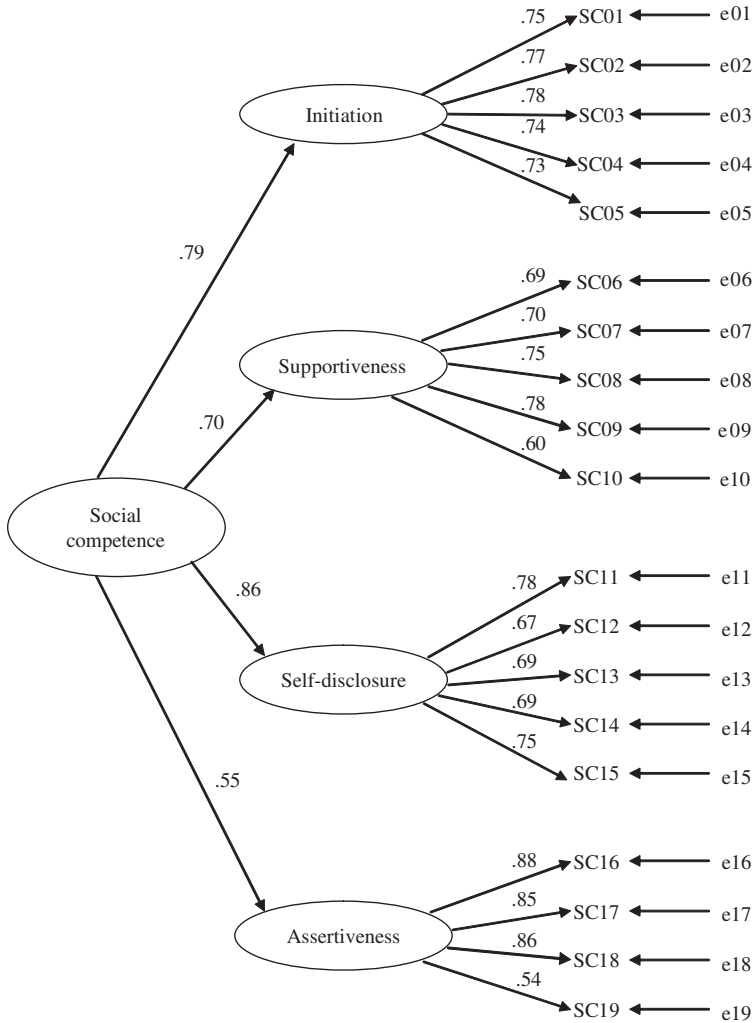 .75 SC01 e01
.77 SC02 e02
Initiation .78 SC03 e03
.74 SC04 e04
.73 SC05 e05
.79
.69 SC06 e06
.70 SC07 e07
Supportiveness .75 SC08 e08
.78 SC09 e09
.60 SC10 e10
.70
Social
competence
.86
.78 SC11 e11
.67 SC12 e12
Self-disclosure .69 SC13 e13
.69 SC14 e14
.75 SC15 e15
.55
.88 SC16 e16
.85 SC17 e17
Assertiveness .86 SC18 e18
.54 SC19 e19